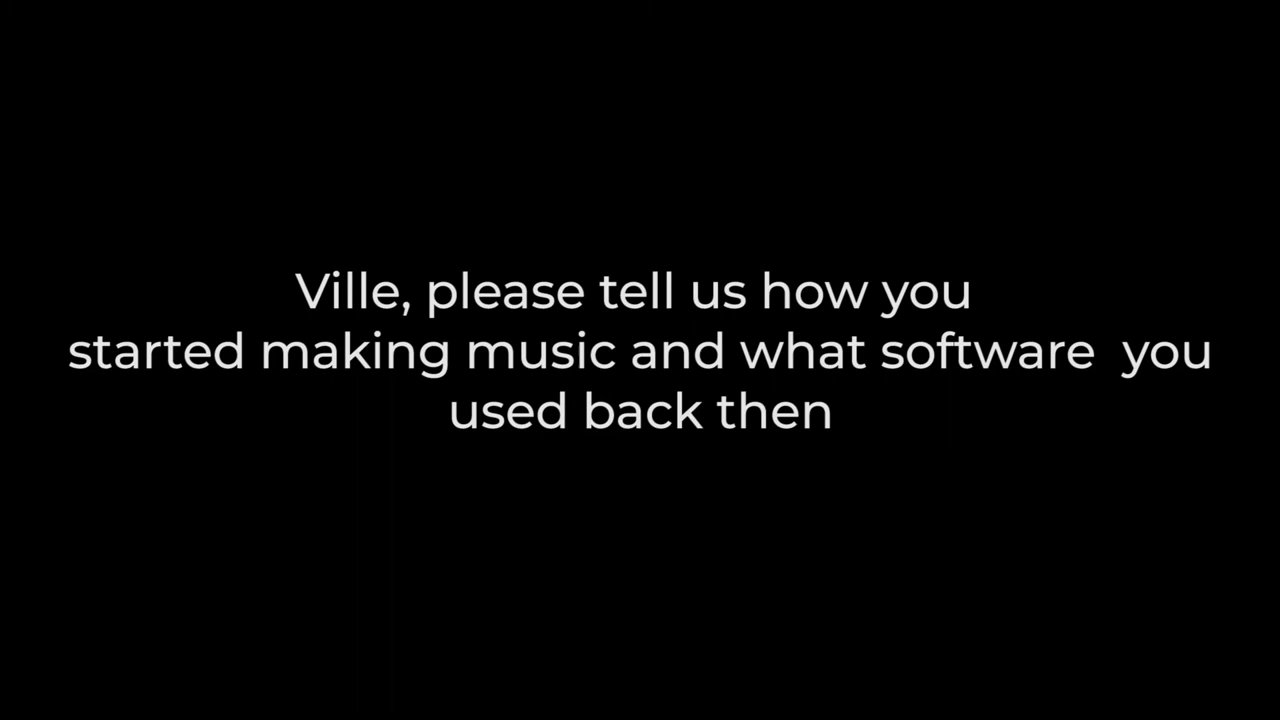 Ville, please tell us how you
started making music and what software  you
used back then